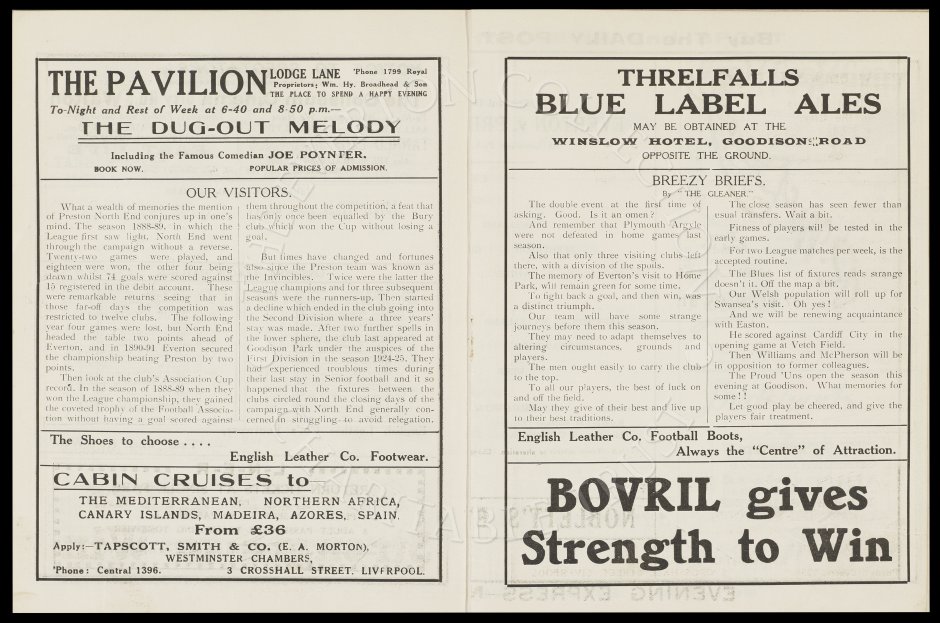 THE PAVILION
LODGE LANE 'Phone 1799 Royal
Proprietors: Wm. Hy. Broadhead & Son
THE PLACE TO SPEND A HAPPY EVENING
To-Night and Rest of Week at 6-40 and 8-50 p.m.—
THE DUG-OUT MELODY
Including the Famous Comedian JOE POYNTER.
BOOK NOW. POPULAR PRICES OF ADMISSION.
OUR VISITORS.
What a wealth of memories the mention
of Preston North End conjures up in one's
mind. The season 1888-89, in which the
League first saw light, North End went
through the campaign without a reverse.
Twenty-two games were played, and
eighteen were won, the other four being
drawn whilst 74 goals were scored against
15 registered in the debit account. These
were remarkable returns seeing that in
those far-off days the competition was
restricted to twelve clubs. The following
year four games were lost, but North End
headed the table two points ahead of
Everton, and in 1890-91 Everton secured
the championship beating Preston by two
points.
Then look at the club's Association Cup
record. In the season of 1888-89 when they
won the League championship, they gained
the coveted trophy of the Football Associa-
tion without having a goal scored against
them throughout the competition, a feat that
has only once been equalled by the Bury
club which won the Cup without losing a
goal.
But times have changed and fortunes
also since the Preston team was known as
the Invincibles. Twice were the latter the
League champions and for three subsequent
seasons were the runners-up. Then started
a decline which ended in the club going into
the Second Division where a three years'
stay was made. After two further spells in
the lower sphere, the club last appeared at
Goodison Park under the auspices of the
First Division in the season 1924-25. They
had experienced troublous times during
their last stay in Senior football and it so
happened that the fixtures between the
clubs circled round the closing days of the
campaign with North End generally con-
cerned in struggling to avoid relegation.
The Shoes to choose ....
English Leather Co. Footwear.
CABIN CRUISES to
THE MEDITERRANEAN, NORTHERN AFRICA,
CANARY ISLANDS, MADEIRA, AZORES, SPAIN.
From £36
Apply:—TAPSCOTT, SMITH & CO. (E. A. MORTON),
WESTMINSTER CHAMBERS,
'Phone: Central 1396. 3 CROSSHALL STREET, LIVERPOOL.
THRELFALLS
BLUE LABEL ALES
MAY BE OBTAINED AT THE
WINSLOW HOTEL, GOODISON ROAD
OPPOSITE THE GROUND.
BREEZY BRIEFS.
By "THE GLEANER."
The double event at the first time of
asking. Good. Is it an omen?
And remember that Plymouth Argyle
were not defeated in home games last
season.
Also that only three visiting clubs left
there, with a division of the spoils.
The memory of Everton's visit to Home
Park, will remain green for some time.
To fight back a goal, and then win, was
a distinct triumph.
Our team will have some strange
journeys before them this season.
They may need to adapt themselves to
altering circumstances, grounds and
players.
The men ought easily to carry the club
to the top.
To all our players, the best of luck on
and off the field.
May they give of their best and live up
to their best traditions.
The close season has seen fewer than
usual transfers. Wait a bit.
Fitness of players will be tested in the
early games.
For two League matches per week, is the
accepted routine.
The Blues list of fixtures reads strange
doesn't it. Off the map a bit.
Our Welsh population will roll up for
Swansea's visit. Oh yes!
And we will be renewing acquaintance
with Easton.
He scored against Cardiff City in the
opening game at Vetch Field.
Then Williams and McPherson will be
in opposition to former colleagues.
The Proud 'Uns open the season this
evening at Goodison. What memories for
some!!
Let good play be cheered, and give the
players fair treatment.
English Leather Co. Football Boots,
Always the "Centre" of Attraction.
BOVRIL gives
Strength to Win